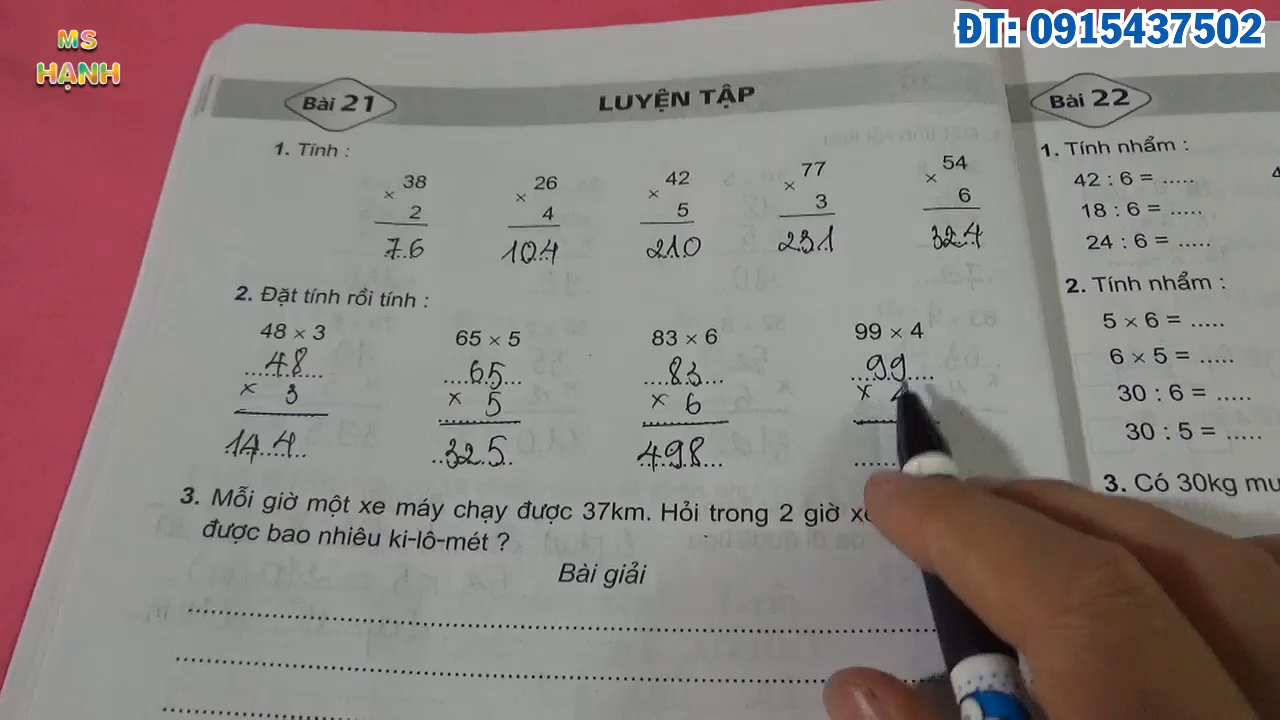 MS
HẠNH
ĐT: 0915437502
Bài 21
LUYỆN TẬP
1. Tính :
× 38
2
76
× 26
4
104
× 42
5
210
× 77
3
231
× 54
6
324
2. Đặt tính rồi tính :
48 × 3
65 × 5
83 × 6
99 × 4
48
× 3
144
65
× 5
325
83
× 6
498
99
×
3. Mỗi giờ một xe máy chạy được 37km. Hỏi trong 2 giờ
được bao nhiêu ki-lô-mét ?
Bài giải
Bài 22
1. Tính nhẩm :
42 : 6 = .....
18 : 6 = .....
24 : 6 = .....
2. Tính nhẩm :
5 × 6 = .....
6 × 5 = .....
30 : 6 = .....
30 : 5 = .....
3. Có 30kg